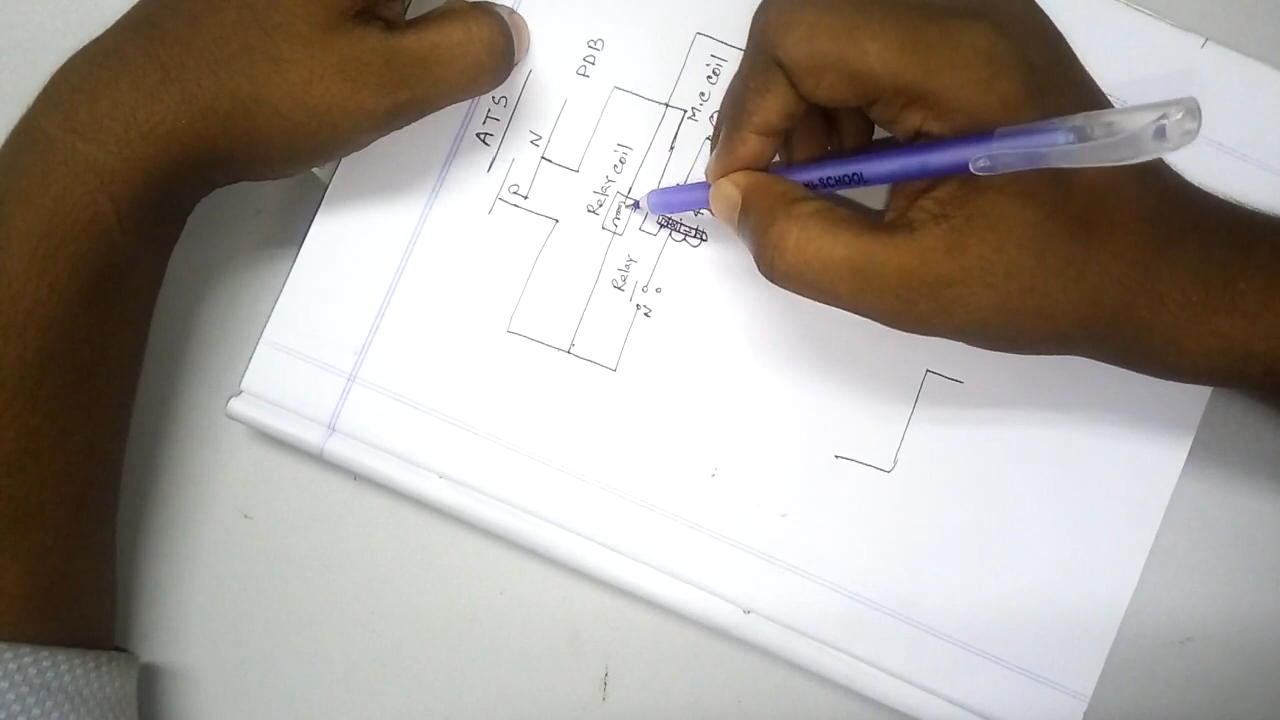 ATS
P N PDB
Relay coil
Relay
N
M.C coil
HI-SCHOOL